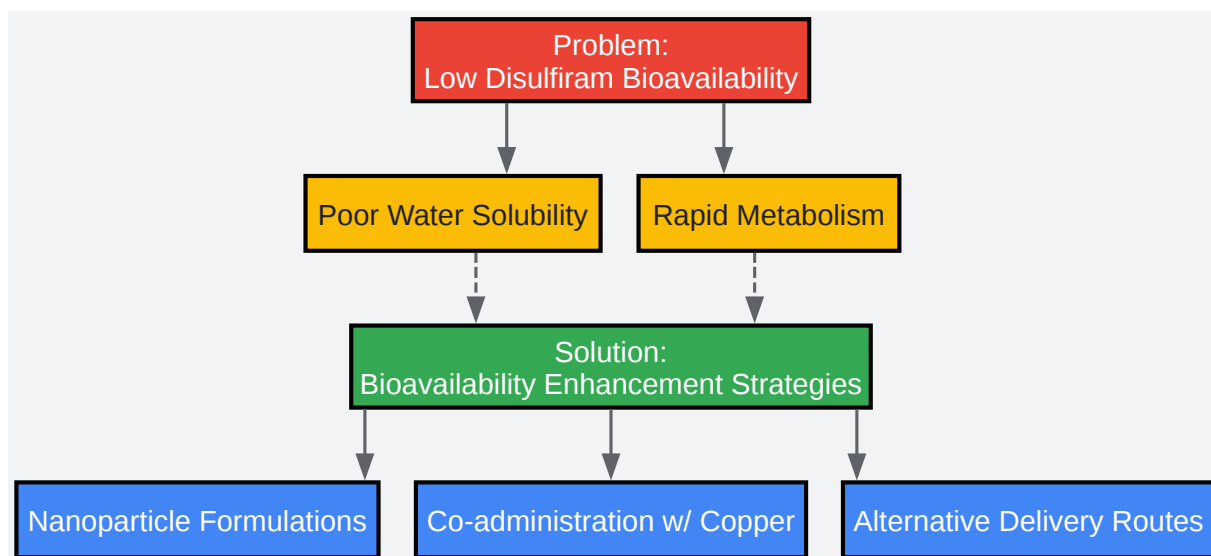 Problem:
Low Disulfiram Bioavailability
Poor Water Solubility
Rapid Metabolism
Solution:
Bioavailability Enhancement Strategies
Nanoparticle Formulations
Co-administration w/ Copper
Alternative Delivery Routes